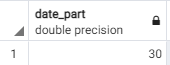 date_part
double precision
1 30